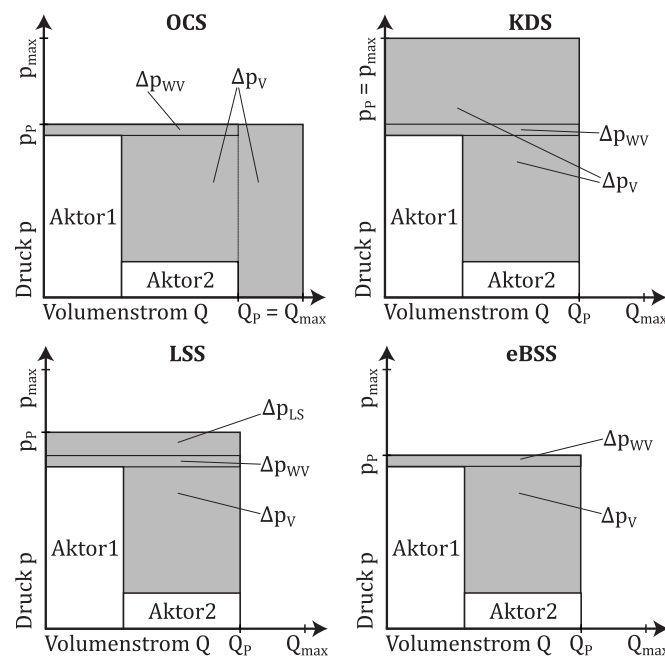 OCS
p_max
Δp_WV
Δp_V
p_P
Aktor1
Aktor2
Druck p
Volumenstrom Q
Q_P = Q_max
KDS
p_P = p_max
Δp_WV
Δp_V
Aktor1
Aktor2
Druck p
Volumenstrom Q
Q_P
Q_max
LSS
p_max
Δp_LS
p_P
Δp_WV
Δp_V
Aktor1
Aktor2
Druck p
Volumenstrom Q
Q_P
Q_max
eBSS
p_max
Δp_WV
p_P
Δp_V
Aktor1
Aktor2
Druck p
Volumenstrom Q
Q_P
Q_max